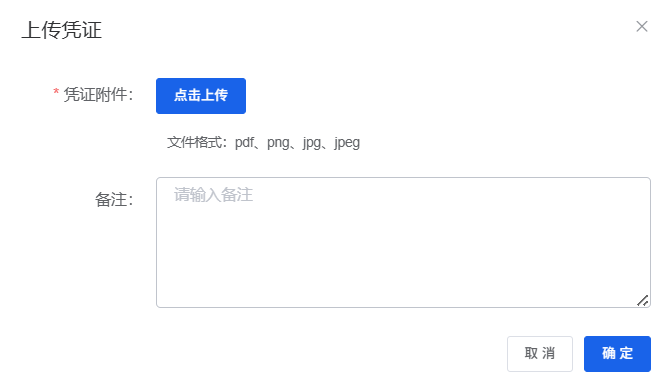 上传凭证
* 凭证附件：
点击上传
文件格式：pdf、png、jpg、jpeg
备注：
请输入备注
取 消
确 定